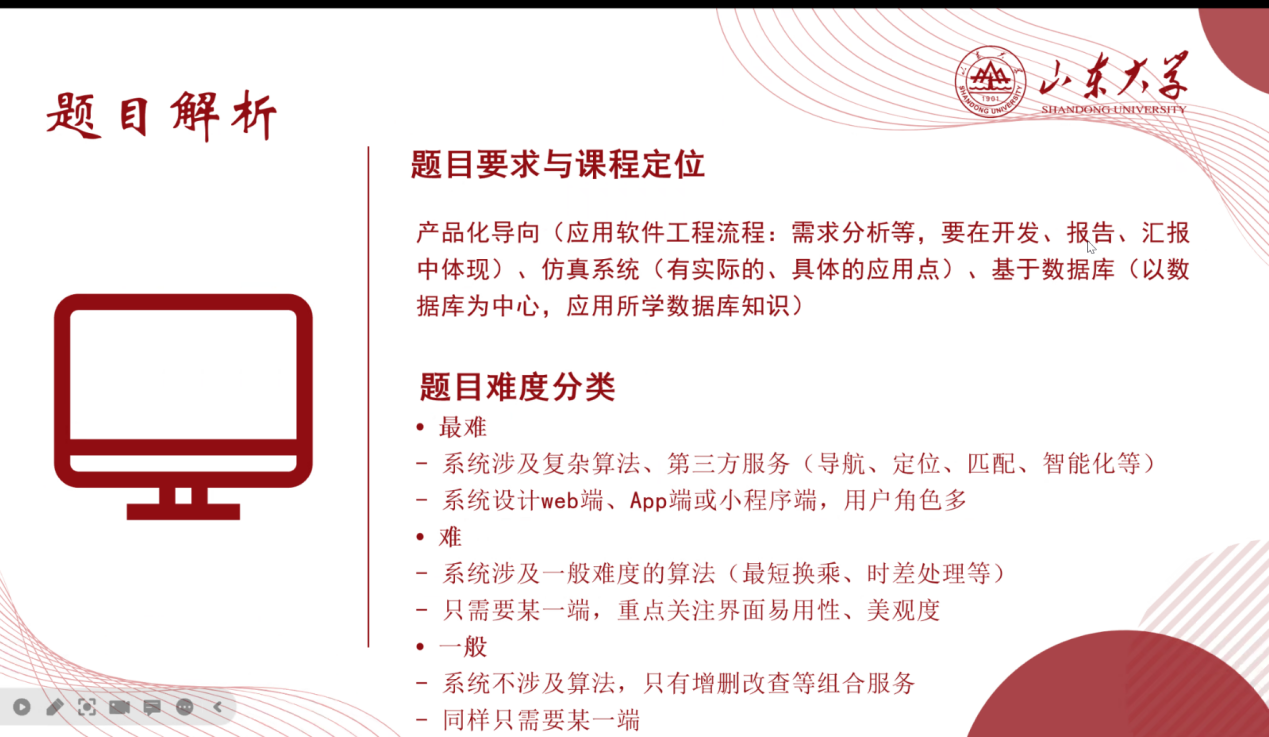 题目解析
山东大学
SHANDONG UNIVERSITY
1901
SHANDONG UNIVERSITY
题目要求与课程定位
产品化导向（应用软件工程流程：需求分析等，要在开发、报告、汇报
中体现）、仿真系统（有实际的、具体的应用点）、基于数据库（以数
据库为中心，应用所学数据库知识）
题目难度分类
• 最难
– 系统涉及复杂算法、第三方服务（导航、定位、匹配、智能化等）
– 系统设计web端、App端或小程序端，用户角色多
• 难
– 系统涉及一般难度的算法（最短换乘、时差处理等）
– 只需要某一端，重点关注界面易用性、美观度
• 一般
– 系统不涉及算法，只有增删改查等组合服务
– 同样只需要某一端